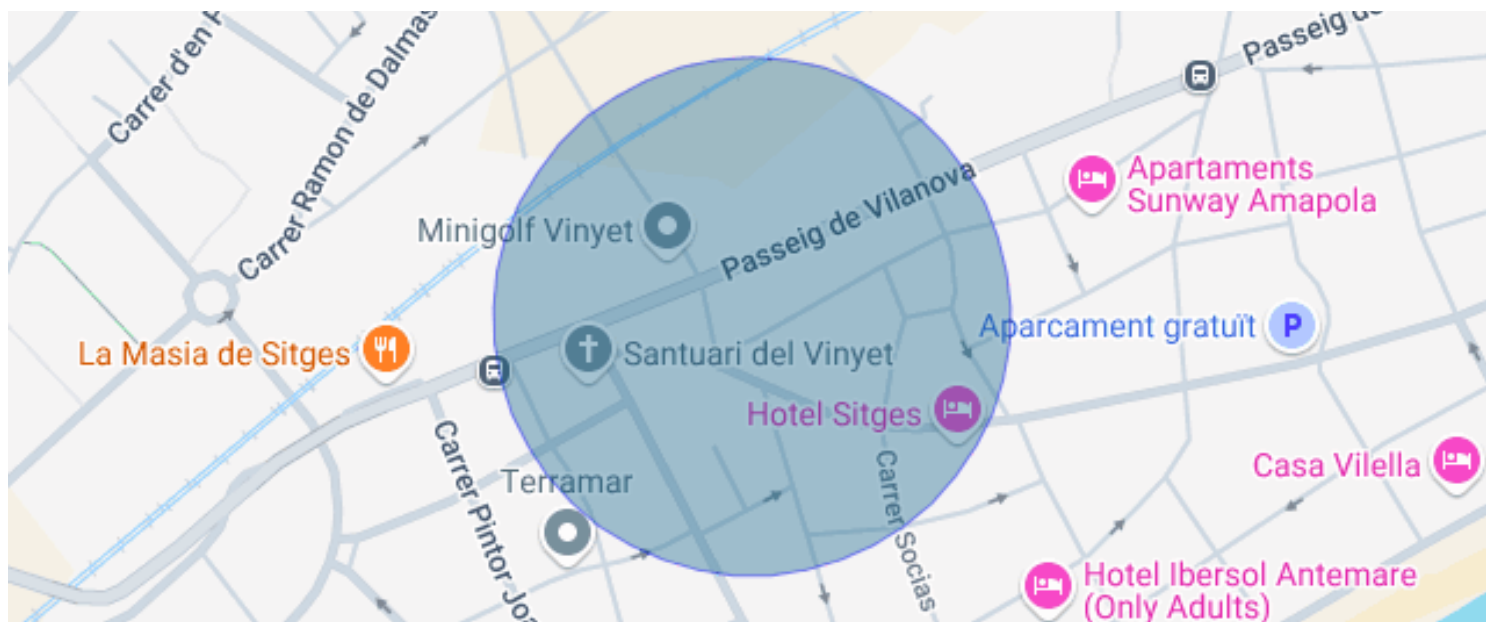 Carrer d'en P
Carrer Ramon de Dalmas
Passeig de
Apartaments
Sunway Amapola
Minigolf Vinyet
Passeig de Vilanova
Aparcament gratuït
P
La Masia de Sitges
Santuari del Vinyet
Hotel Sitges
Casa Vilella
Carrer Pintor Joa
Terramar
Carrer Socias
Hotel Ibersol Antemare
(Only Adults)